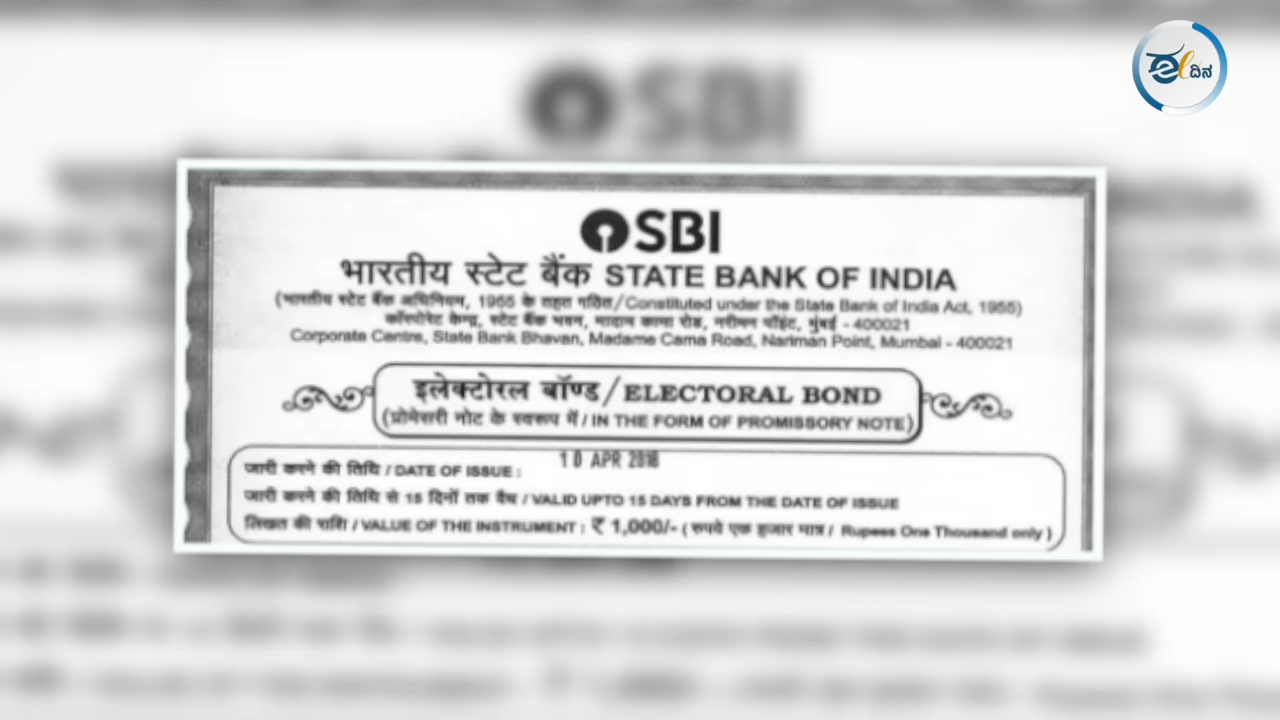 eಈ ದಿನ
SBI
SBI
भारतीय स्टेट बैंक STATE BANK OF INDIA
(भारतीय स्टेट बैंक अधिनियम, 1955 के तहत गठित/Constituted under the State Bank of India Act, 1955)
कॉरपोरेट केन्द्र, स्टेट बैंक भवन, मादाम कामा रोड, नरीमन पॉइंट, मुंबई - 400021
Corporate Centre, State Bank Bhavan, Madame Cama Road, Nariman Point, Mumbai - 400021
इलेक्टोरल बॉण्ड/ELECTORAL BOND
(प्रोमेसरी नोट के स्वरूप में/IN THE FORM OF PROMISSORY NOTE)
10 APR 2018
जारी करने की तिथि / DATE OF ISSUE :
जारी करने की तिथि से 15 दिनों तक वैध / VALID UPTO 15 DAYS FROM THE DATE OF ISSUE
लिखत की राशि / VALUE OF THE INSTRUMENT : ₹ 1,000/- ( रुपये एक हजार मात्र / Rupees One Thousand only )